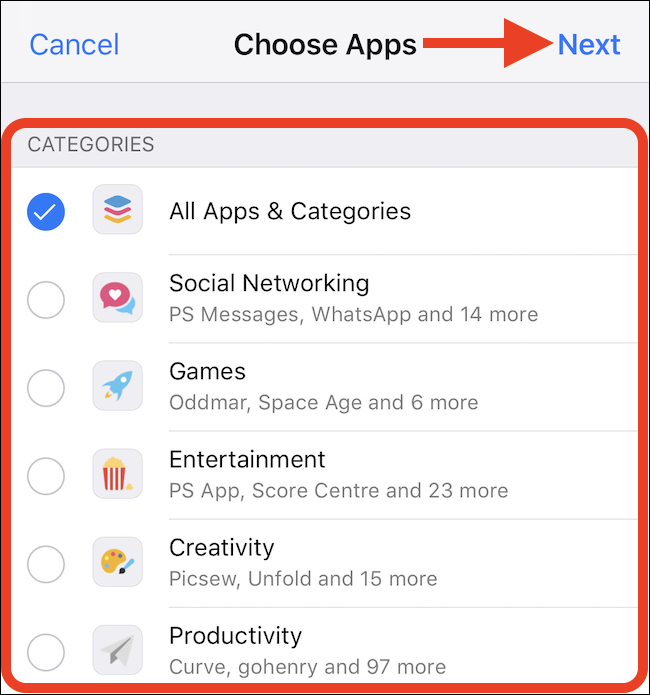 Cancel Choose Apps Next
CATEGORIES
All Apps & Categories
Social Networking
PS Messages, WhatsApp and 14 more
Games
Oddmar, Space Age and 6 more
Entertainment
PS App, Score Centre and 23 more
Creativity
Picsew, Unfold and 15 more
Productivity
Curve, gohenry and 97 more